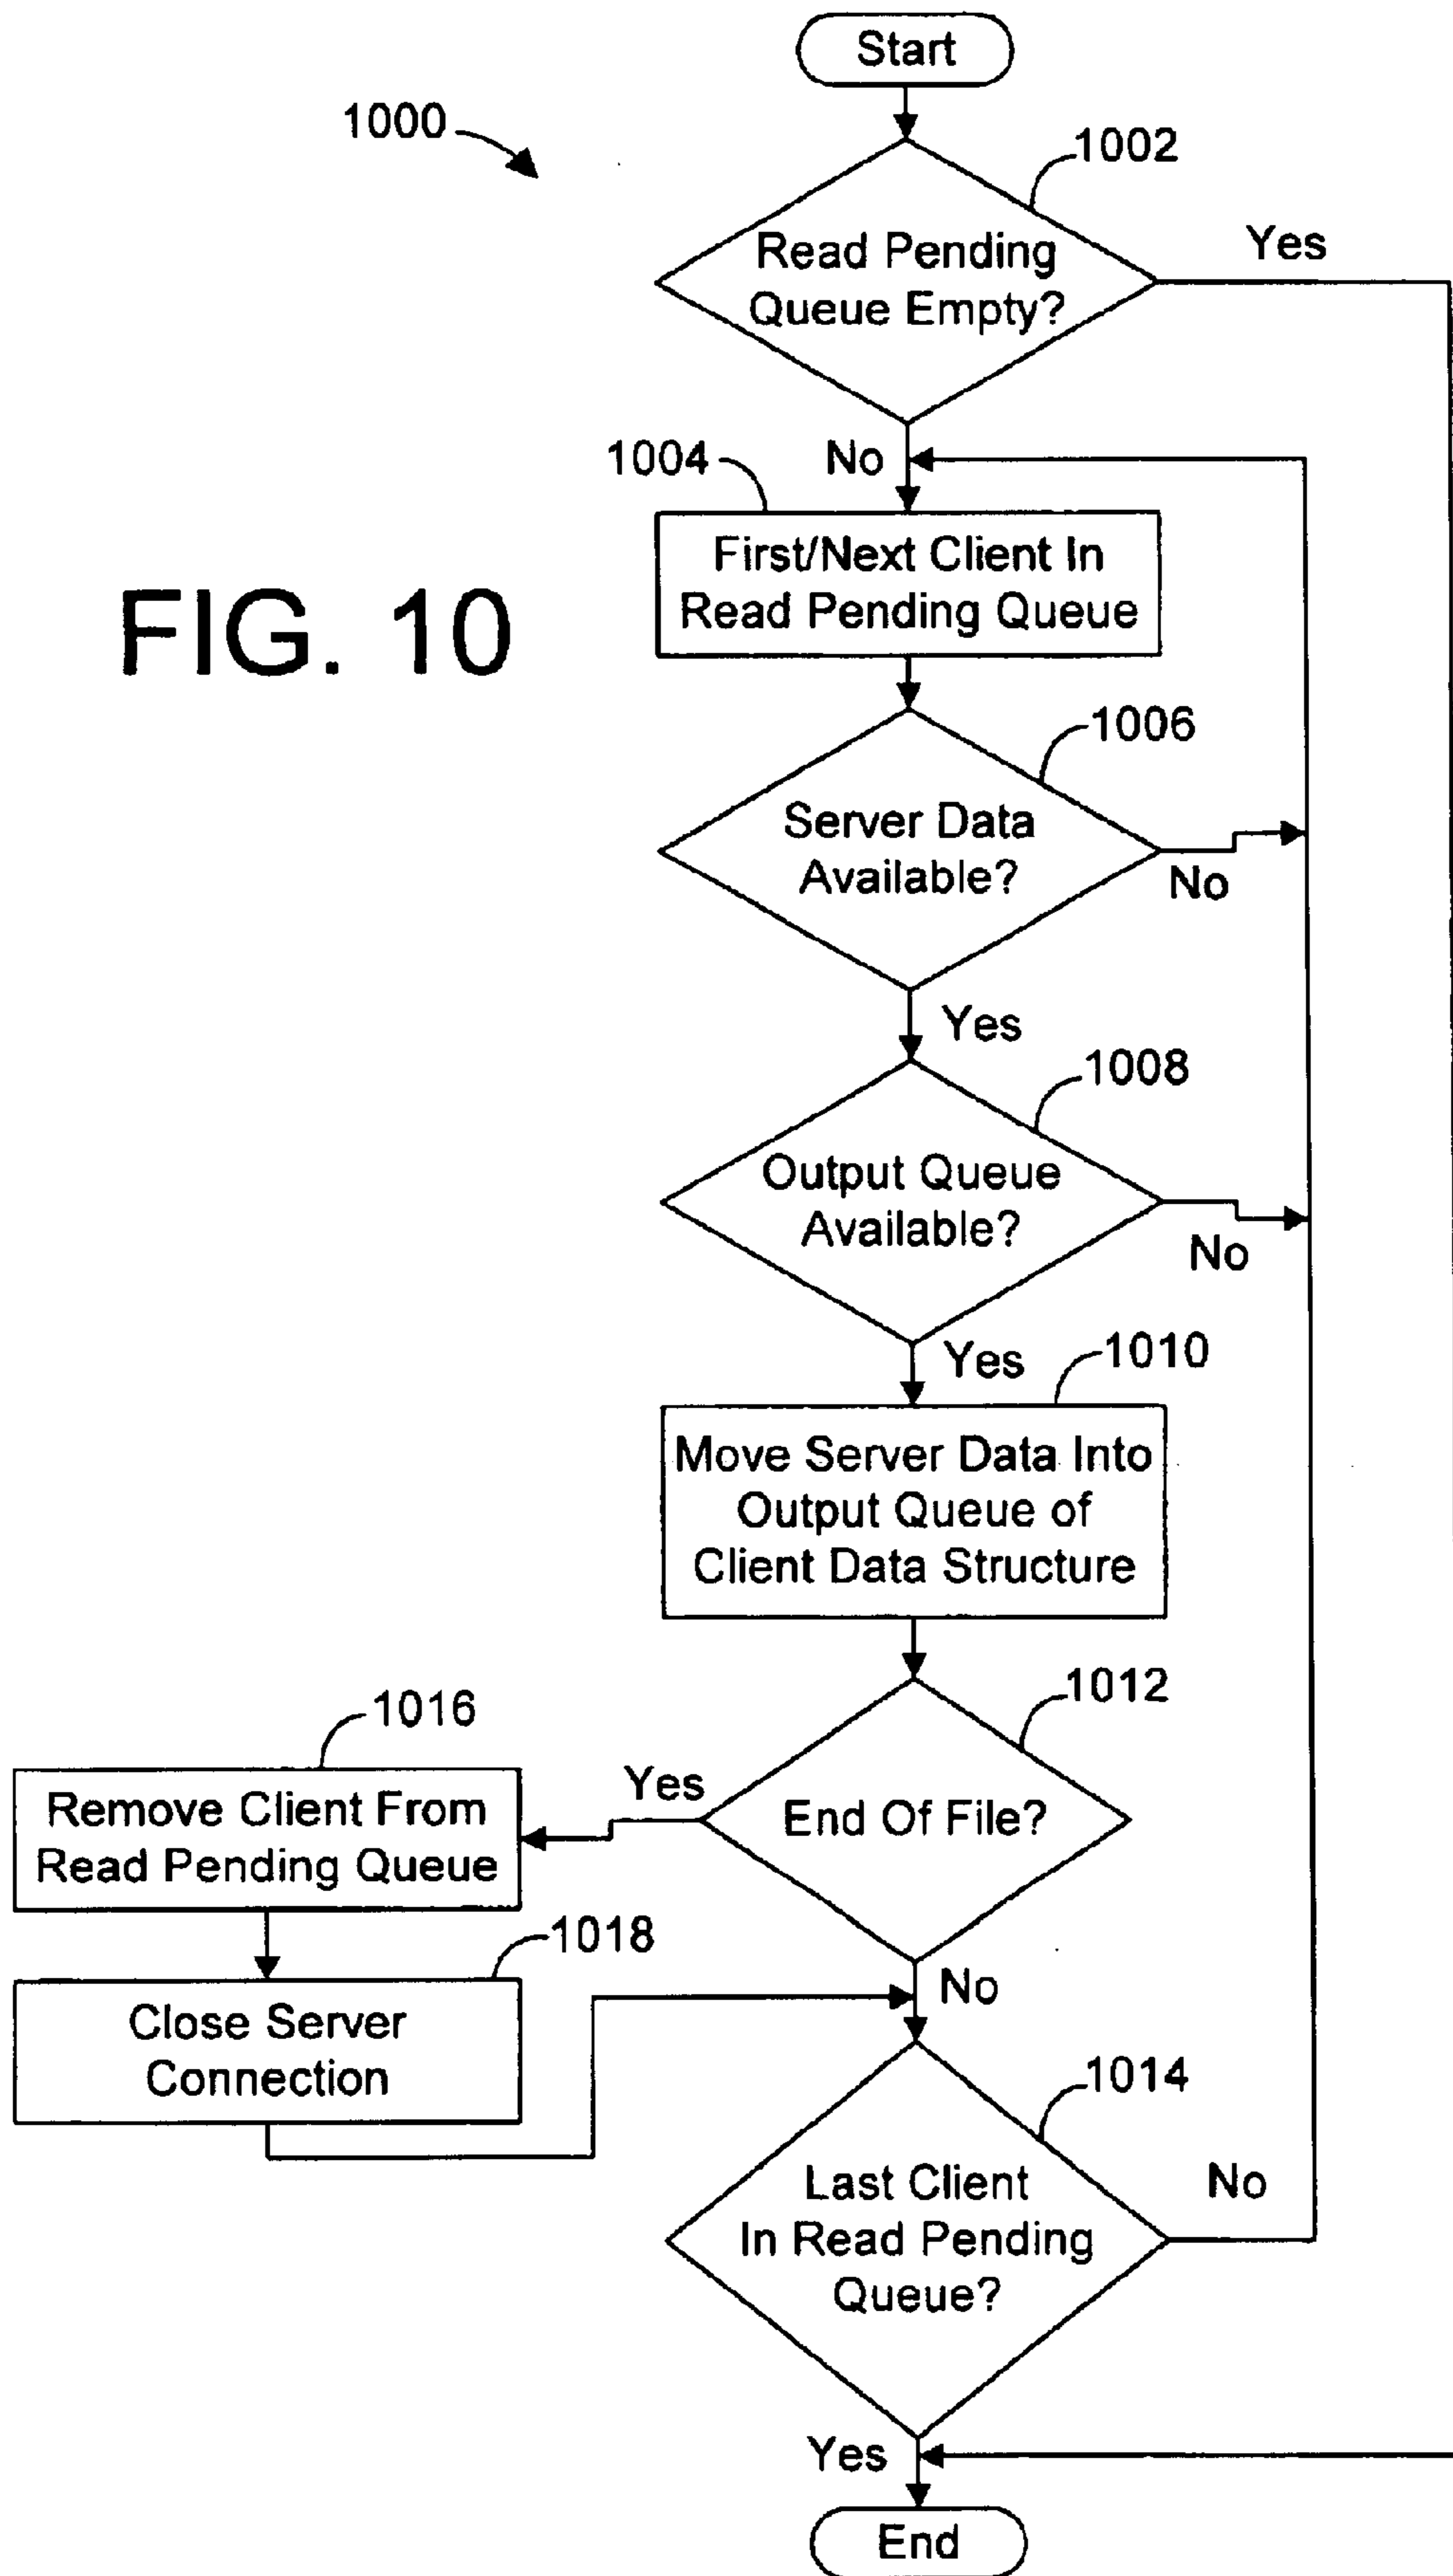 Start
1000
1002
Read Pending
Queue Empty?
Yes
No
1004
First/Next Client In
Read Pending Queue
FIG. 10
1006
Server Data
Available?
No
Yes
1008
Output Queue
Available?
No
Yes
1010
Move Server Data Into
Output Queue of
Client Data Structure
1012
End Of File?
Yes
1016
Remove Client From
Read Pending Queue
1018
Close Server
Connection
No
1014
Last Client
In Read Pending
Queue?
No
Yes
End